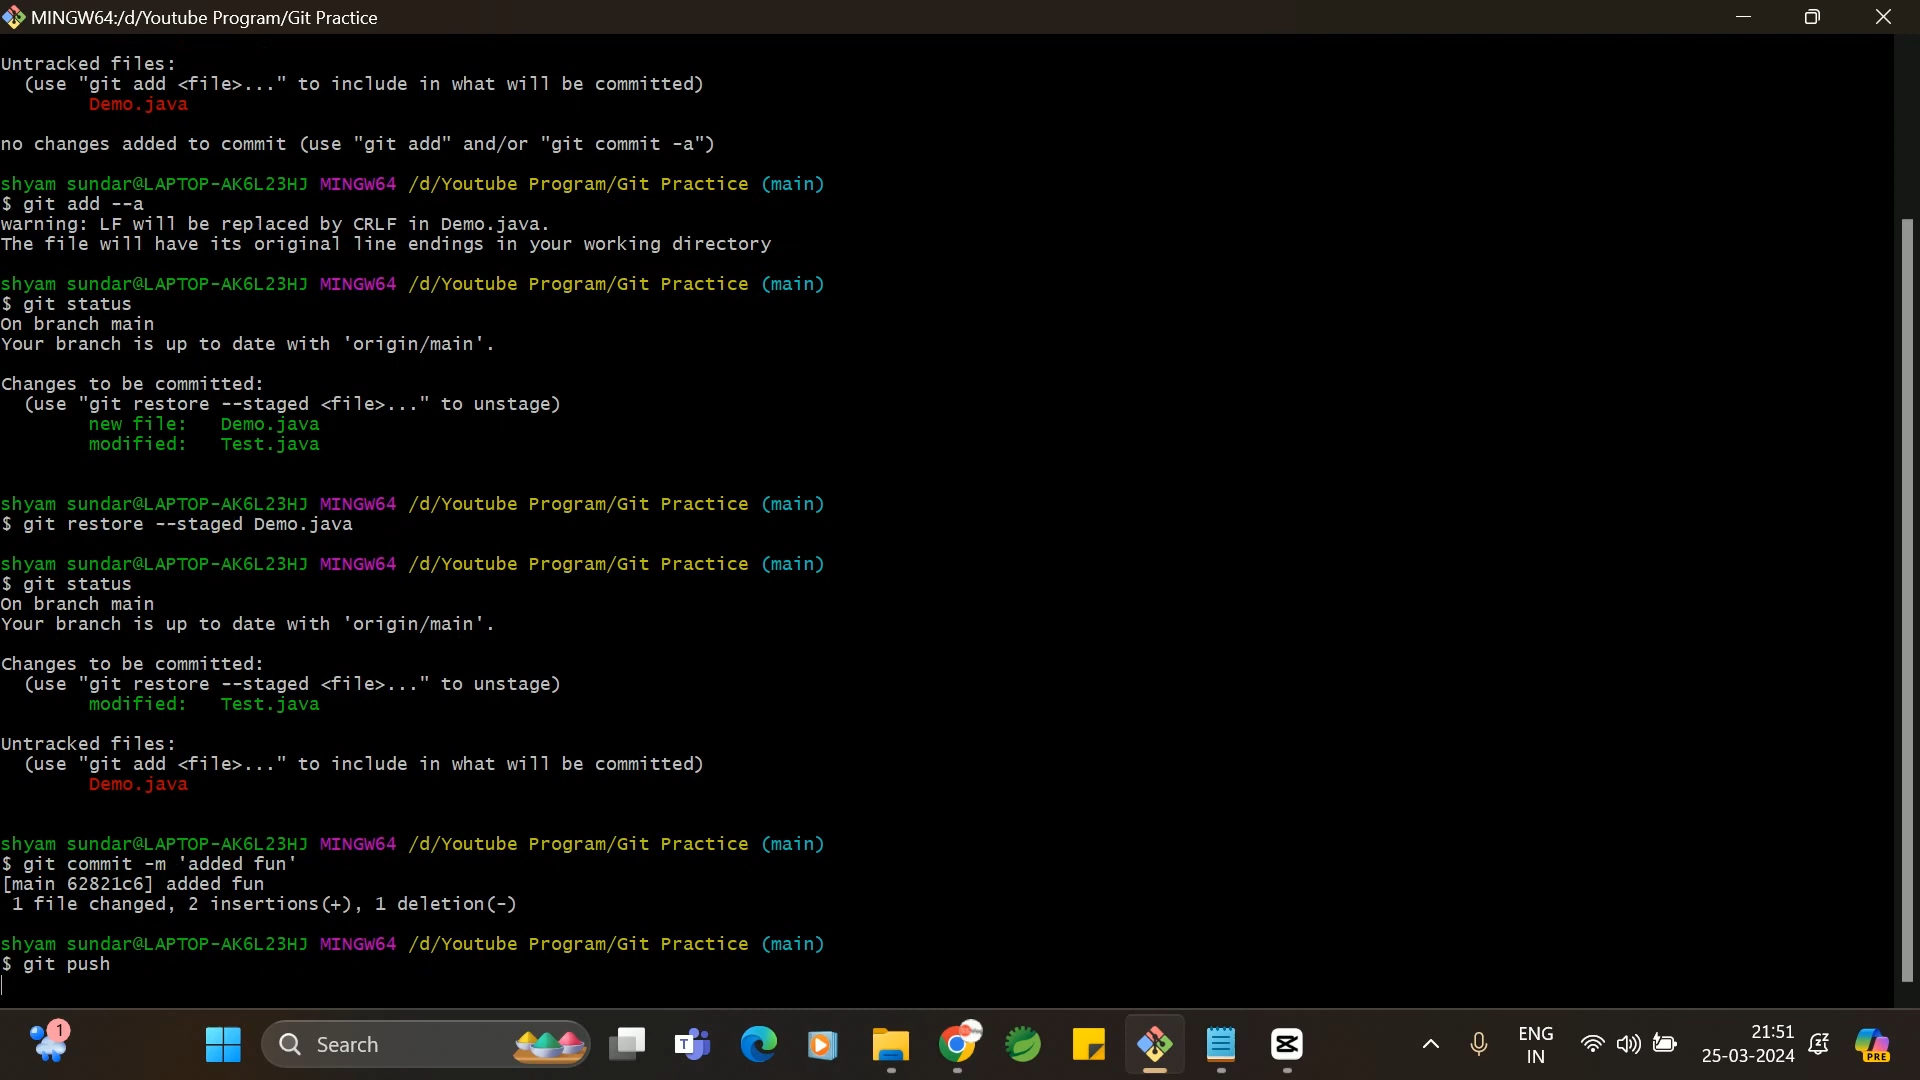 MINGW64:/d/Youtube Program/Git Practice
Untracked files:
(use "git add <file>..." to include in what will be committed)
Demo.java
no changes added to commit (use "git add" and/or "git commit -a")
shyam sundar@LAPTOP-AK6L23HJ MINGW64 /d/Youtube Program/Git Practice (main)
$ git add --a
warning: LF will be replaced by CRLF in Demo.java.
The file will have its original line endings in your working directory
shyam sundar@LAPTOP-AK6L23HJ MINGW64 /d/Youtube Program/Git Practice (main)
$ git status
On branch main
Your branch is up to date with 'origin/main'.
Changes to be committed:
(use "git restore --staged <file>..." to unstage)
new file:   Demo.java
modified:   Test.java
shyam sundar@LAPTOP-AK6L23HJ MINGW64 /d/Youtube Program/Git Practice (main)
$ git restore --staged Demo.java
shyam sundar@LAPTOP-AK6L23HJ MINGW64 /d/Youtube Program/Git Practice (main)
$ git status
On branch main
Your branch is up to date with 'origin/main'.
Changes to be committed:
(use "git restore --staged <file>..." to unstage)
modified:   Test.java
Untracked files:
(use "git add <file>..." to include in what will be committed)
Demo.java
shyam sundar@LAPTOP-AK6L23HJ MINGW64 /d/Youtube Program/Git Practice (main)
$ git commit -m 'added fun'
[main 62821c6] added fun
1 file changed, 2 insertions(+), 1 deletion(-)
shyam sundar@LAPTOP-AK6L23HJ MINGW64 /d/Youtube Program/Git Practice (main)
$ git push
1
Search
T
ENG
IN
21:51
25-03-2024
PRE